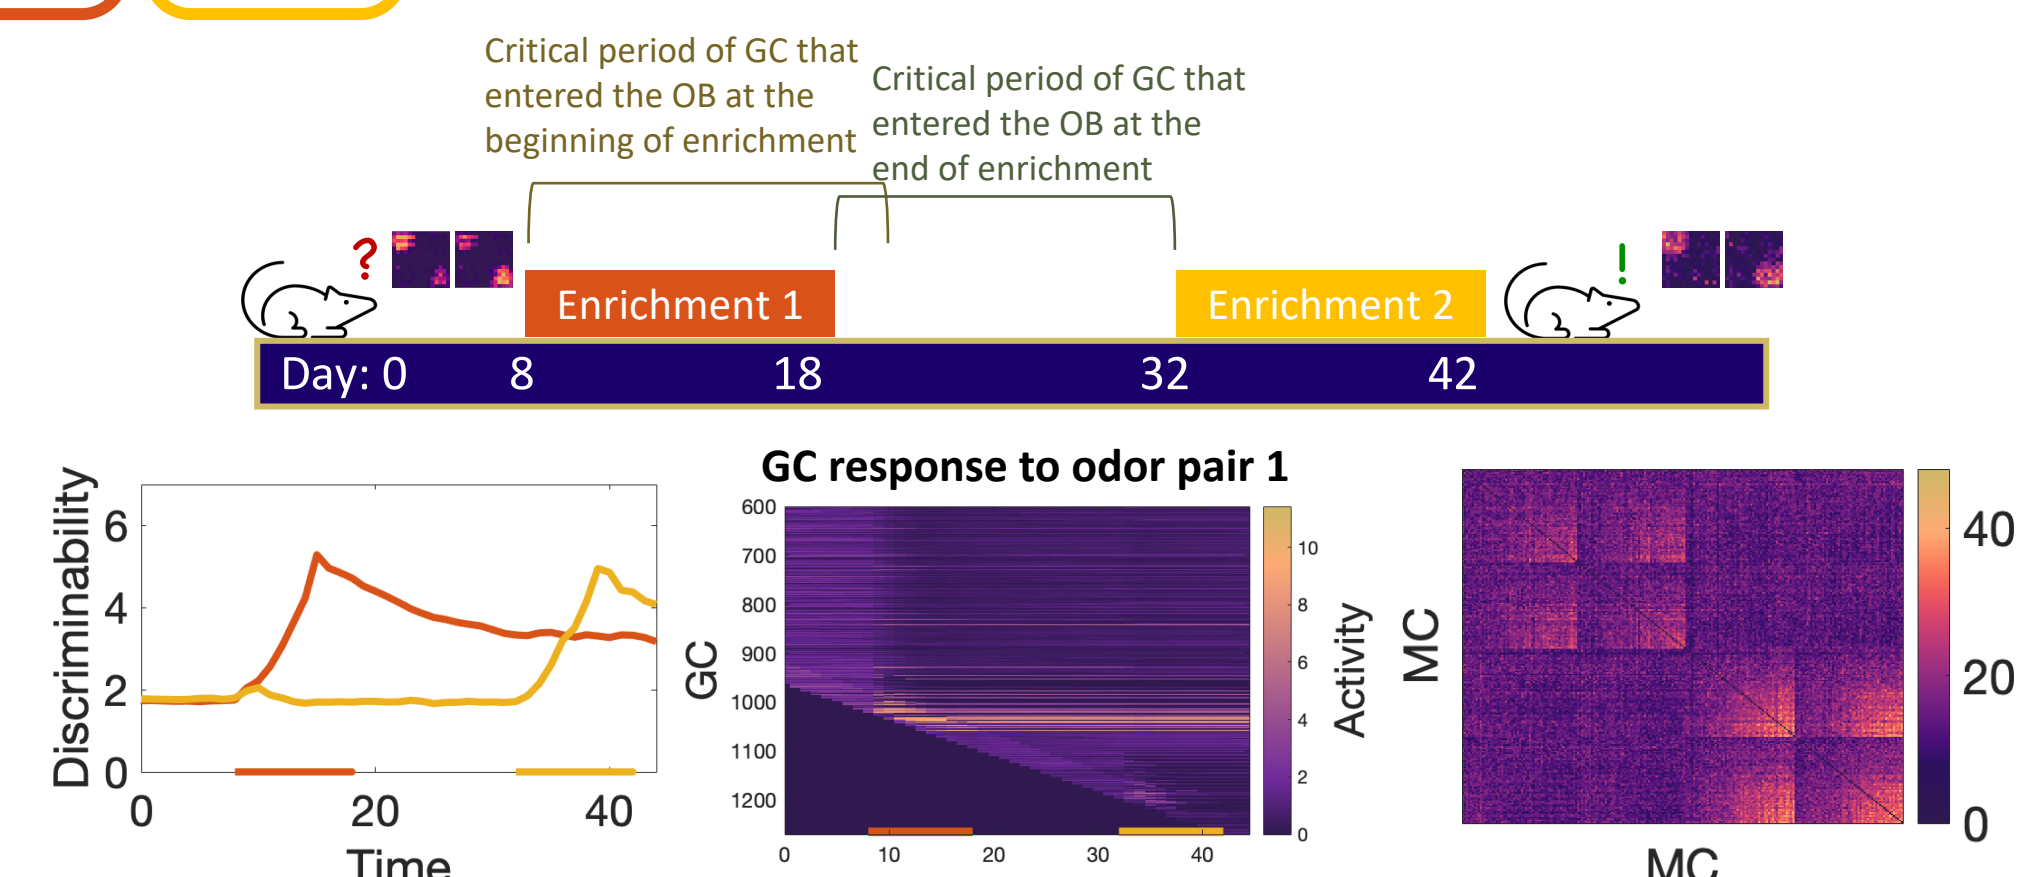 Critical period of GC that
entered the OB at the
beginning of enrichment
Critical period of GC that
entered the OB at the
end of enrichment
?
!
Enrichment 1
Enrichment 2
Day: 0 8 18 32 42
Discriminability
6
4
2
0
0 20 40
Time
GC response to odor pair 1
GC
600
700
800
900
1000
1100
1200
0 10 20 30 40
10
8
6
4
2
0
Activity
MC
MC
40
20
0